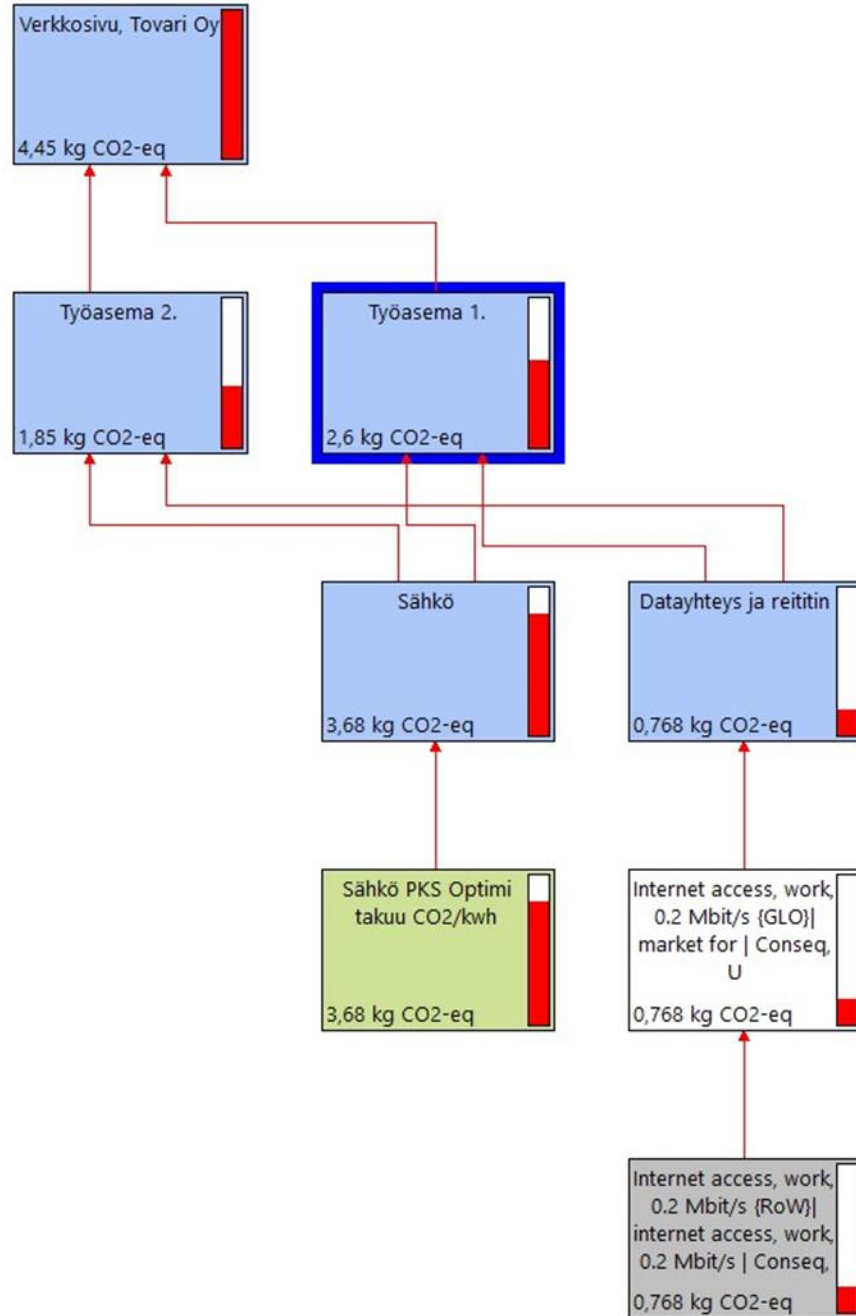 Verkkosivu, Tovari Oy
4,45 kg CO2-eq
Työasema 2.
1,85 kg CO2-eq
Työasema 1.
2,6 kg CO2-eq
Sähkö
3,68 kg CO2-eq
Datayhteys ja reititin
0,768 kg CO2-eq
Sähkö PKS Optimi
takuu CO2/kwh
3,68 kg CO2-eq
Internet access, work,
0.2 Mbit/s {GLO}|
market for | Conseq,
U
0,768 kg CO2-eq
Internet access, work,
0.2 Mbit/s {RoW}|
internet access, work,
0.2 Mbit/s | Conseq,
0,768 kg CO2-eq